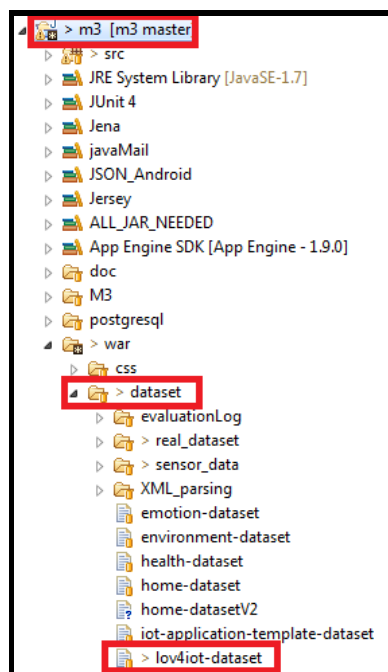 > m3 [m3 master
> src
JRE System Library [JavaSE-1.7]
JUnit 4
Jena
javaMail
JSON_Android
Jersey
ALL_JAR_NEEDED
App Engine SDK [App Engine - 1.9.0]
doc
M3
postgresql
> war
css
> dataset
evaluationLog
> real_dataset
> sensor_data
XML_parsing
emotion-dataset
environment-dataset
health-dataset
home-dataset
home-datasetV2
iot-application-template-dataset
> lov4iot-dataset